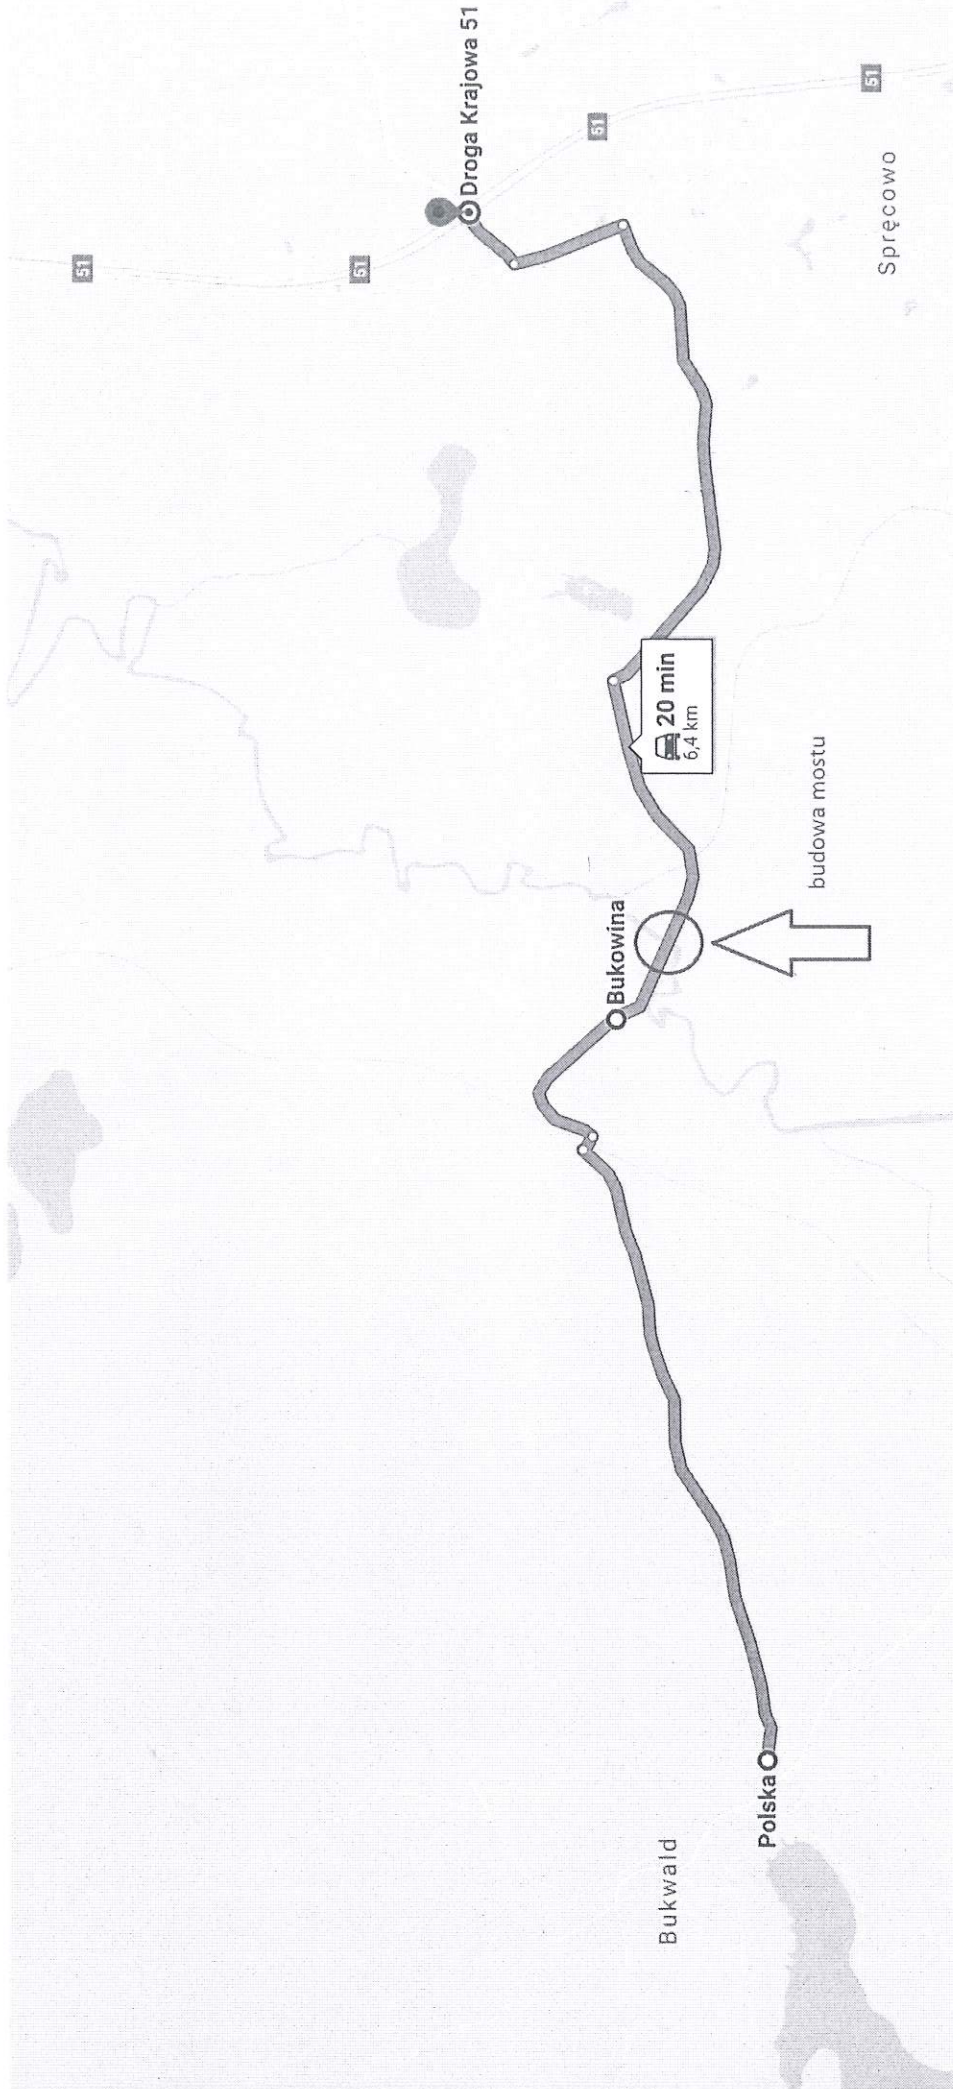 51
51
Droga Krajowa 51
51
51
Spręcowo
20 min
6,4 km
Bukowina
budowa mostu
Polska
Bukwald